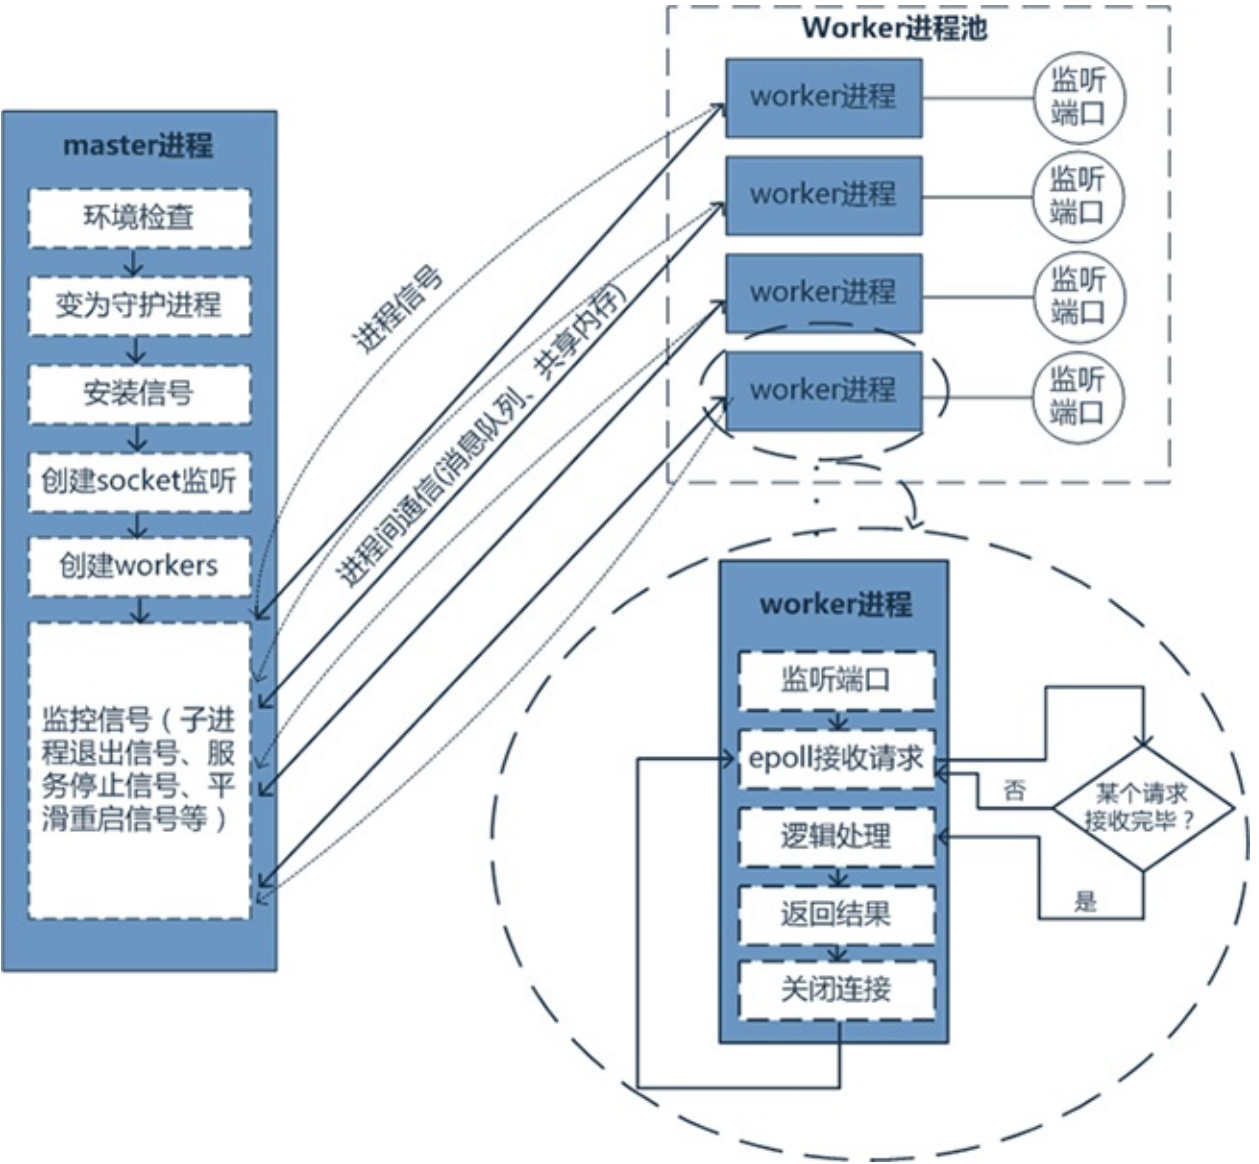 Worker进程池
worker进程
监听
端口
worker进程
监听
端口
worker进程
监听
端口
worker进程
监听
端口
master进程
环境检查
变为守护进程
安装信号
创建socket监听
创建workers
监控信号（子进
程退出信号、服
务停止信号、平
滑重启信号等）
进程信号
进程间通信(消息队列、共享内存)
worker进程
监听端口
epoll接收请求
逻辑处理
返回结果
关闭连接
某个请求
接收完毕？
否
是